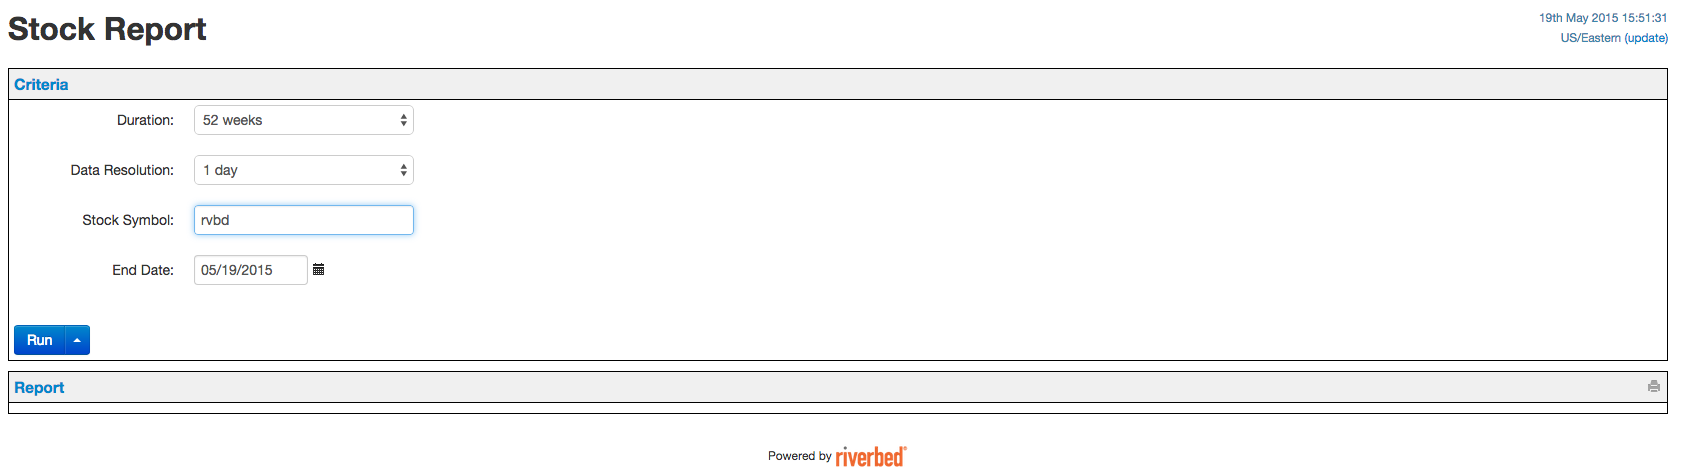 Stock Report
19th May 2015 15:51:31
US/Eastern (update)
Criteria
Duration: 52 weeks
Data Resolution: 1 day
Stock Symbol: rvbd
End Date: 05/19/2015
Run
Report
Powered by riverbed